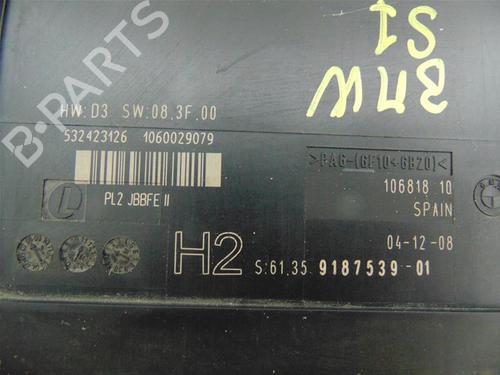 BMW
S1
HW:D3 SW:08.3F.00
532423126 1060029079
PL2 JBBFE II
>PA6-(GF10+GB20)<
106818 10
SPAIN
04-12-08
H2 S:61.35 9187539-01
B-PARTS